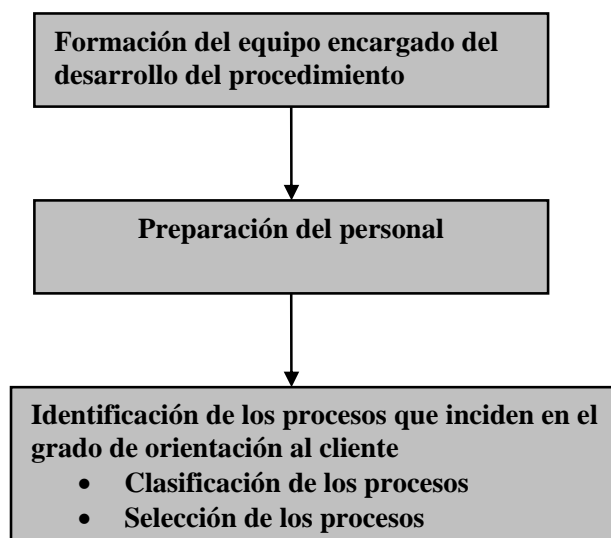 Formación del equipo encargado del
desarrollo del procedimiento
Preparación del personal
Identificación de los procesos que inciden en el
grado de orientación al cliente
• Clasificación de los procesos
• Selección de los procesos